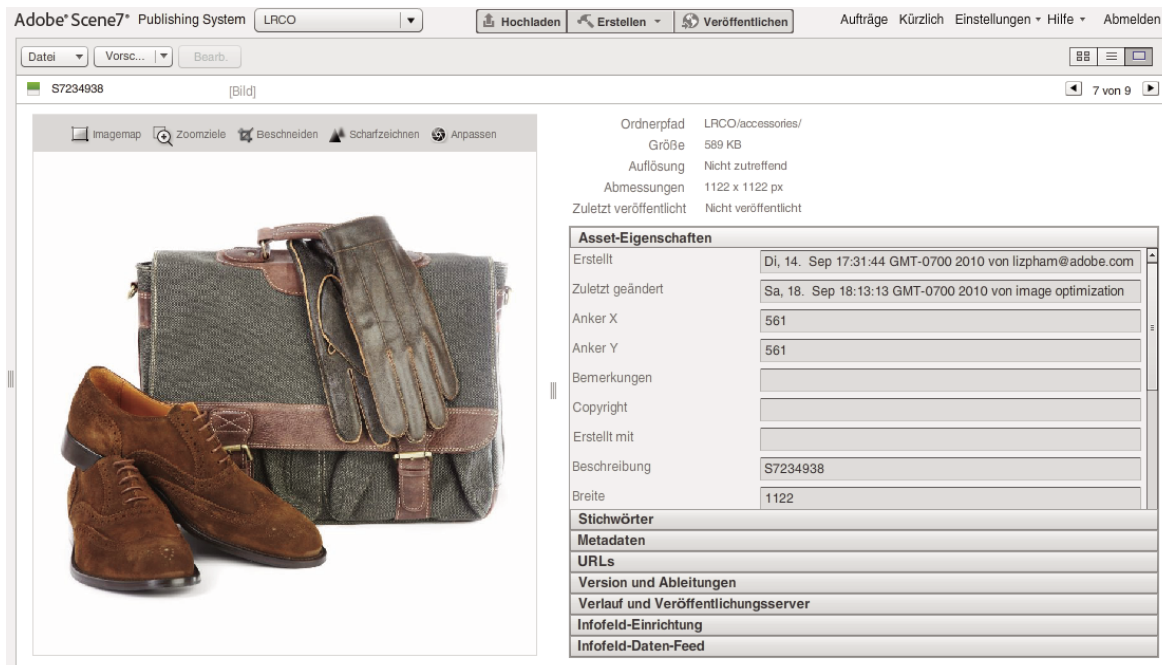 Adobe® Scene7® Publishing System LRCO Hochladen Erstellen Veröffentlichen Aufträge Kürzlich Einstellungen Hilfe Abmelden
Datei Vorsc... Bearb.
S7234938 [Bild] 7 von 9
Imagemap Zoomziele Beschneiden Scharfzeichnen Anpassen
Ordnerpfad LRCO/accessories/
Größe 589 KB
Auflösung Nicht zutreffend
Abmessungen 1122 x 1122 px
Zuletzt veröffentlicht Nicht veröffentlicht
Asset-Eigenschaften
Erstellt Di, 14. Sep 17:31:44 GMT-0700 2010 von lizpham@adobe.com
Zuletzt geändert Sa, 18. Sep 18:13:13 GMT-0700 2010 von image optimization
Anker X 561
Anker Y 561
Bemerkungen
Copyright
Erstellt mit
Beschreibung S7234938
Breite 1122
Stichwörter
Metadaten
URLs
Version und Ableitungen
Verlauf und Veröffentlichungsserver
Infofeld-Einrichtung
Infofeld-Daten-Feed